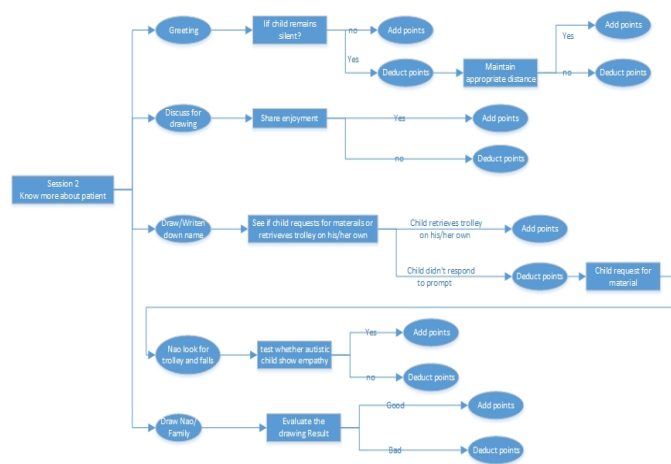 Greeting
Iif child remains
silent?
no
Add points
Yes
Deduct points
Maintain
appropriate distance
Yes
Add points
no
Deduct points
Discuss for
drawing
Share enjoyment
Yes
Add points
no
Deduct points
Session 2
Know more about patient
Draw/Writen
down name
See if child requests for materails or
retriveves trolley on his/her own
Child retrieves trolley
on his/her own
Add points
Child didn't respond
to prompt
Deduct points
Child request for
material
Nao look for
trolley and falls
test whether autistic
child show empathy
Yes
Add points
no
Deduct points
Draw Nao/
Family
Evaluate the
drawing Result
Good
Add points
Bad
Deduct points